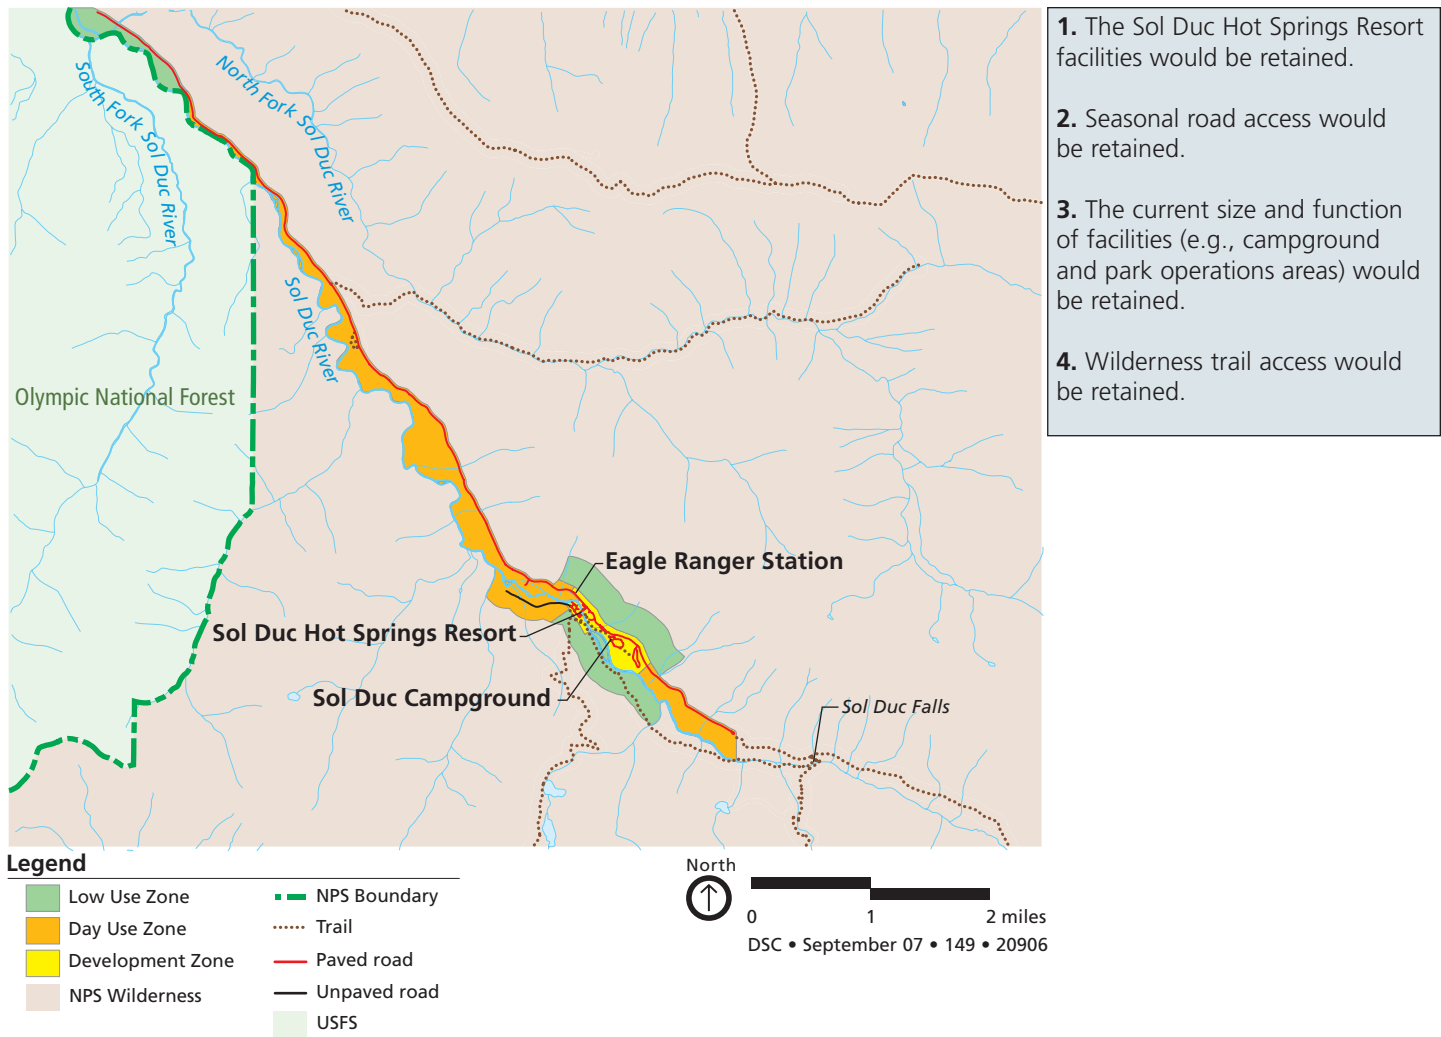 South Fork Sol Duc River
North Fork Sol Duc River
Sol Duc River
Olympic National Forest
Eagle Ranger Station
Sol Duc Hot Springs Resort
Sol Duc Campground
Sol Duc Falls
1. The Sol Duc Hot Springs Resort
facilities would be retained.
2. Seasonal road access would
be retained.
3. The current size and function
of facilities (e.g., campground
and park operations areas) would
be retained.
4. Wilderness trail access would
be retained.
Legend
Low Use Zone
Day Use Zone
Development Zone
NPS Wilderness
NPS Boundary
Trail
Paved road
Unpaved road
USFS
North
0 1 2 miles
DSC • September 07 • 149 • 20906